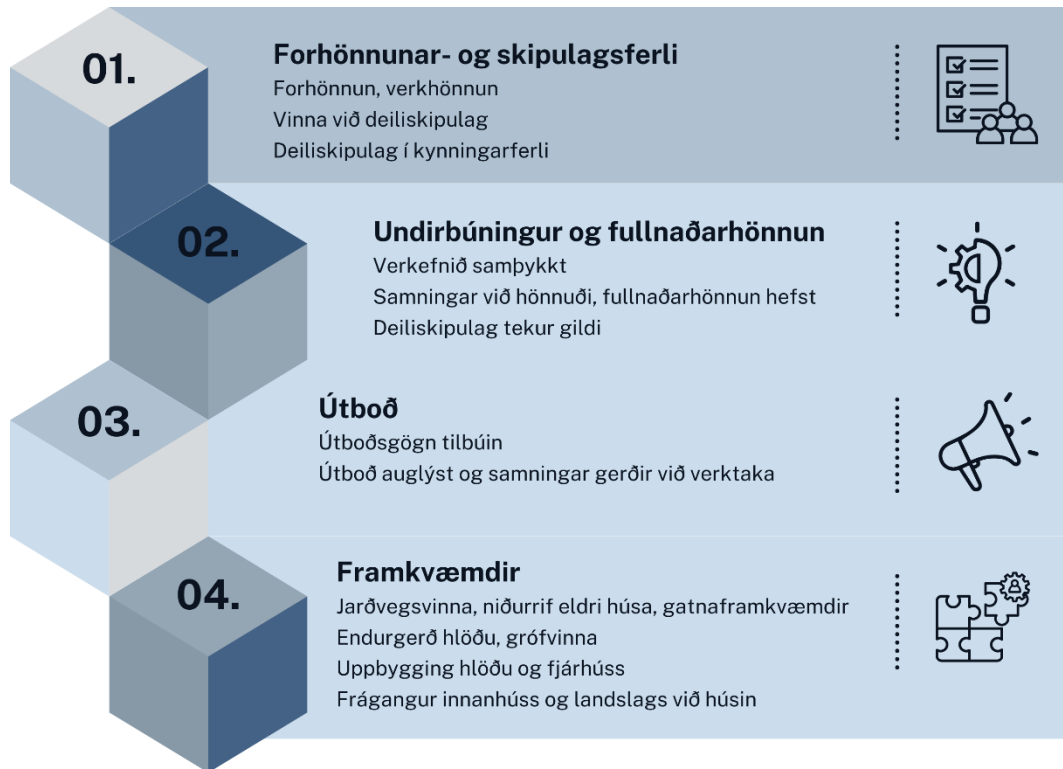 01.
Forhönnunar- og skipulagsferli
Forhönnun, verkhönnun
Vinna við deiliskipulag
Deiliskipulag í kynningarferli
02.
Undirbúningur og fullnaðarhönnun
Verkefnið samþykkt
Samningar við hönnuði, fullnaðarhönnun hefst
Deiliskipulag tekur gildi
03.
Útboð
Útboðsgögn tilbúin
Útboð auglýst og samningar gerðir við verktaka
04.
Framkvæmdir
Jarðvegsvinna, niðurrif eldri húsa, gatnaframkvæmdir
Endurgerð hlöðu, grófvinna
Uppbygging hlöðu og fjárhúss
Frágangur innanhúss og landslags við húsin